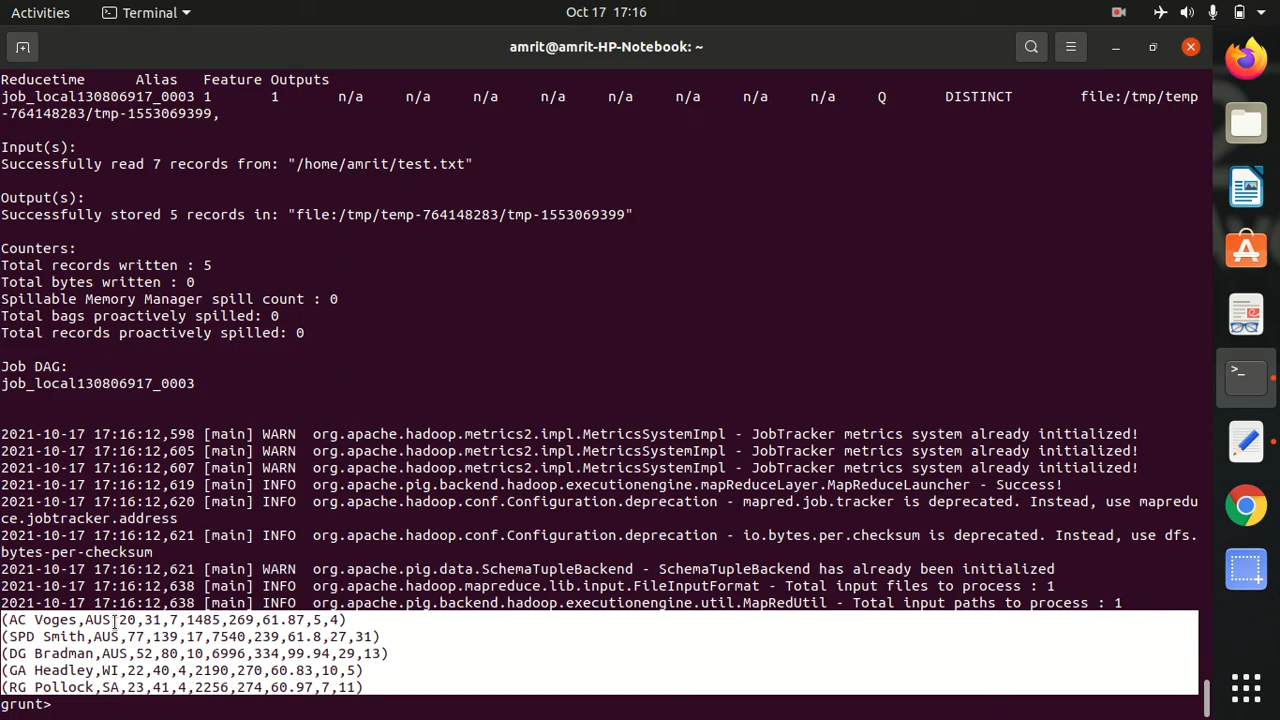 Activities
Terminal
Oct 17 17:16
amrit@amrit-HP-Notebook: ~
Reducetime Alias Feature Outputs
job_local130806917_0003 1 1 n/a n/a n/a n/a n/a n/a n/a n/a Q DISTINCT file:/tmp/temp
-764148283/tmp-1553069399,
Input(s):
Successfully read 7 records from: "/home/amrit/test.txt"
Output(s):
Successfully stored 5 records in: "file:/tmp/temp-764148283/tmp-1553069399"
Counters:
Total records written : 5
Total bytes written : 0
Spillable Memory Manager spill count : 0
Total bags proactively spilled: 0
Total records proactively spilled: 0
Job DAG:
job_local130806917_0003
2021-10-17 17:16:12,598 [main] WARN org.apache.hadoop.metrics2.impl.MetricsSystemImpl - JobTracker metrics system already initialized!
2021-10-17 17:16:12,605 [main] WARN org.apache.hadoop.metrics2.impl.MetricsSystemImpl - JobTracker metrics system already initialized!
2021-10-17 17:16:12,607 [main] WARN org.apache.hadoop.metrics2.impl.MetricsSystemImpl - JobTracker metrics system already initialized!
2021-10-17 17:16:12,619 [main] INFO org.apache.pig.backend.hadoop.executionengine.mapReduceLayer.MapReduceLauncher - Success!
2021-10-17 17:16:12,620 [main] INFO org.apache.hadoop.conf.Configuration.deprecation - mapred.job.tracker is deprecated. Instead, use mapredu
ce.jobtracker.address
2021-10-17 17:16:12,621 [main] INFO org.apache.hadoop.conf.Configuration.deprecation - io.bytes.per.checksum is deprecated. Instead, use dfs.
bytes-per-checksum
2021-10-17 17:16:12,621 [main] WARN org.apache.pig.data.SchemaTupleBackend - SchemaTupleBackend has already been initialized
2021-10-17 17:16:12,638 [main] INFO org.apache.hadoop.mapreduce.lib.input.FileInputFormat - Total input files to process : 1
2021-10-17 17:16:12,638 [main] INFO org.apache.pig.backend.hadoop.executionengine.util.MapRedUtil - Total input paths to process : 1
(AC Voges,AUS,20,31,7,1485,269,61.87,5,4)
(SPD Smith,AUS,77,139,17,7540,239,61.8,27,31)
(DG Bradman,AUS,52,80,10,6996,334,99.94,29,13)
(GA Headley,WI,22,40,4,2190,270,60.83,10,5)
(RG Pollock,SA,23,41,4,2256,274,60.97,7,11)
grunt>